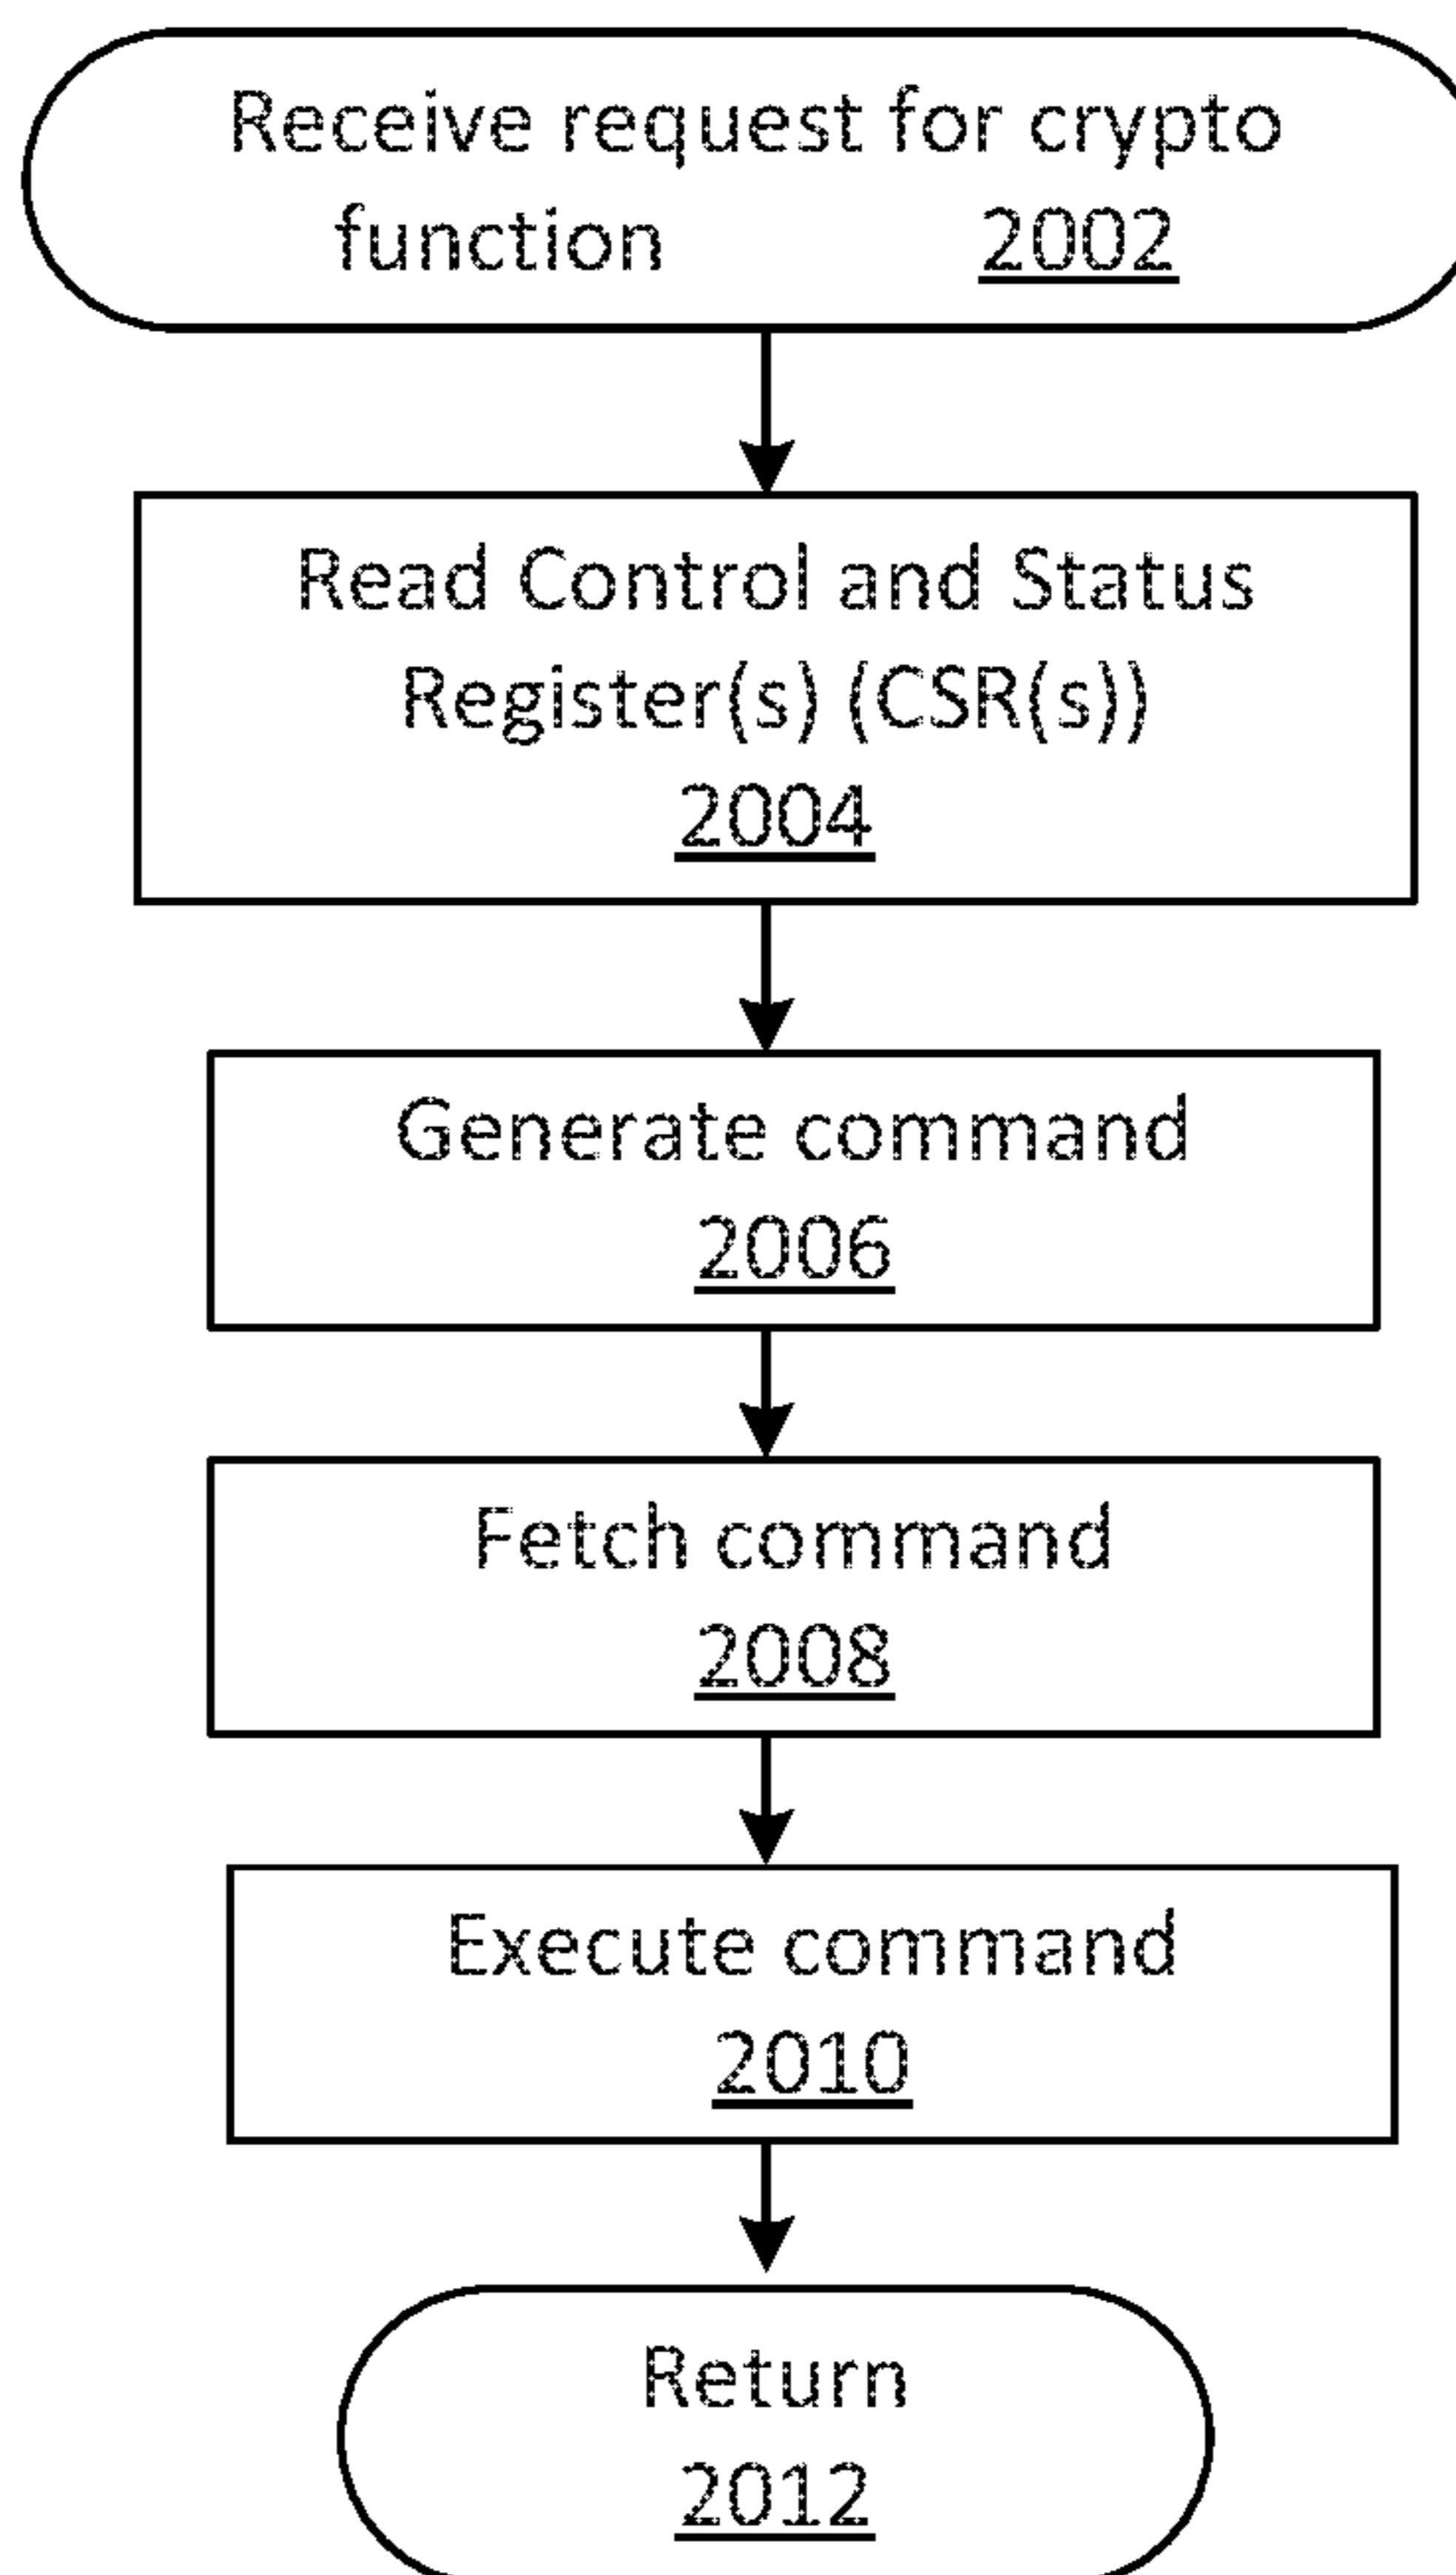 Receive request for crypto
function 2002
Read Control and Status
Register(s) (CSR(s))
2004
Generate command
2006
Fetch command
2008
Execute command
2010
Return
2012